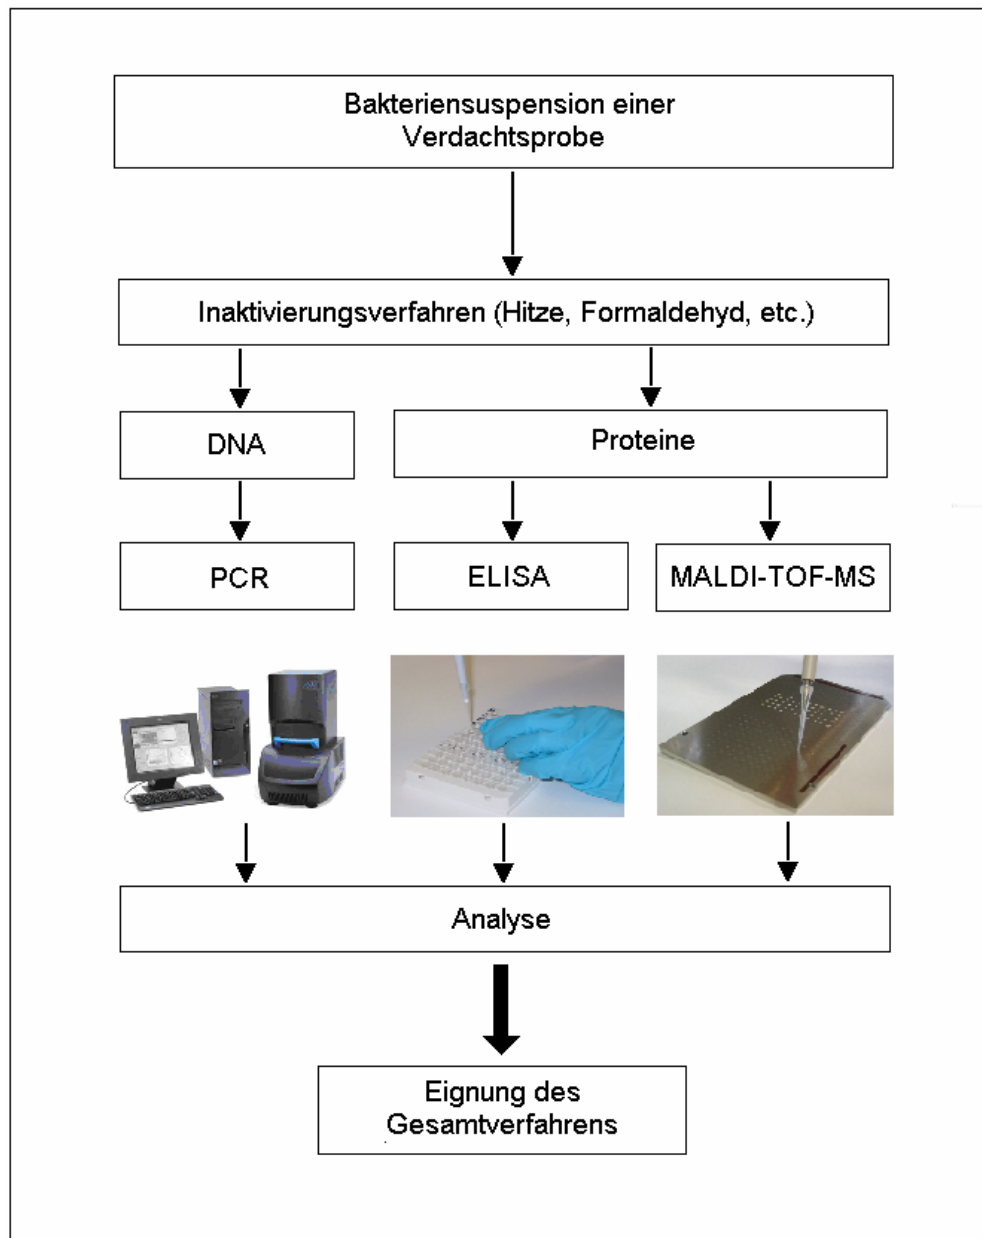 Bakteriensuspension einer
Verdachtsprobe
Inaktivierungsverfahren (Hitze, Formaldehyd, etc.)
DNA
Proteine
PCR
ELISA
MALDI-TOF-MS
Analyse
Eignung des
Gesamtverfahrens